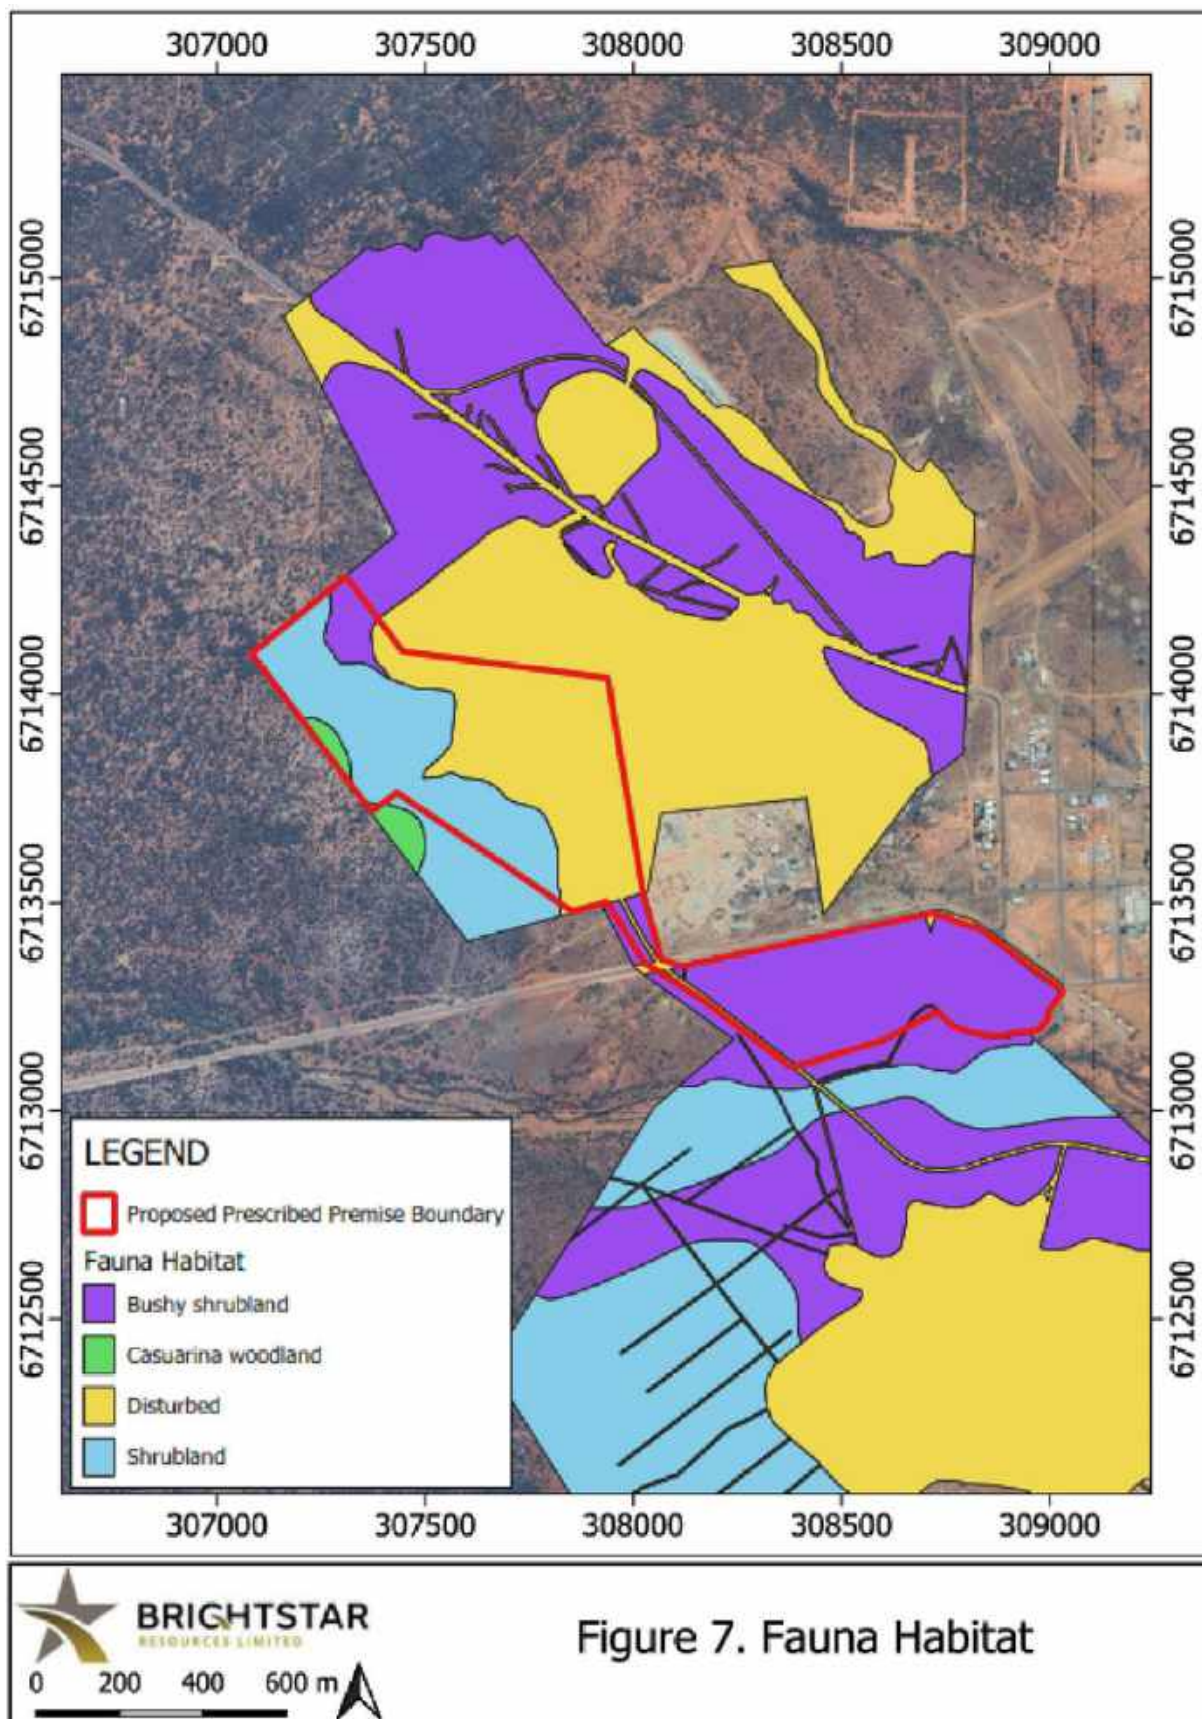 307000 307500 308000 308500 309000
6715000 6715000
6714500 6714500
6714000 6714000
6713500 6713500
6713000 6713000
6712500 6712500
LEGEND
Proposed Prescribed Premise Boundary
Fauna Habitat
Bushy shrubland
Casuarina woodland
Disturbed
Shrubland
307000 307500 308000 308500 309000
BRIGHTSTAR
RESOURCES LIMITED
Figure 7. Fauna Habitat
0 200 400 600 m